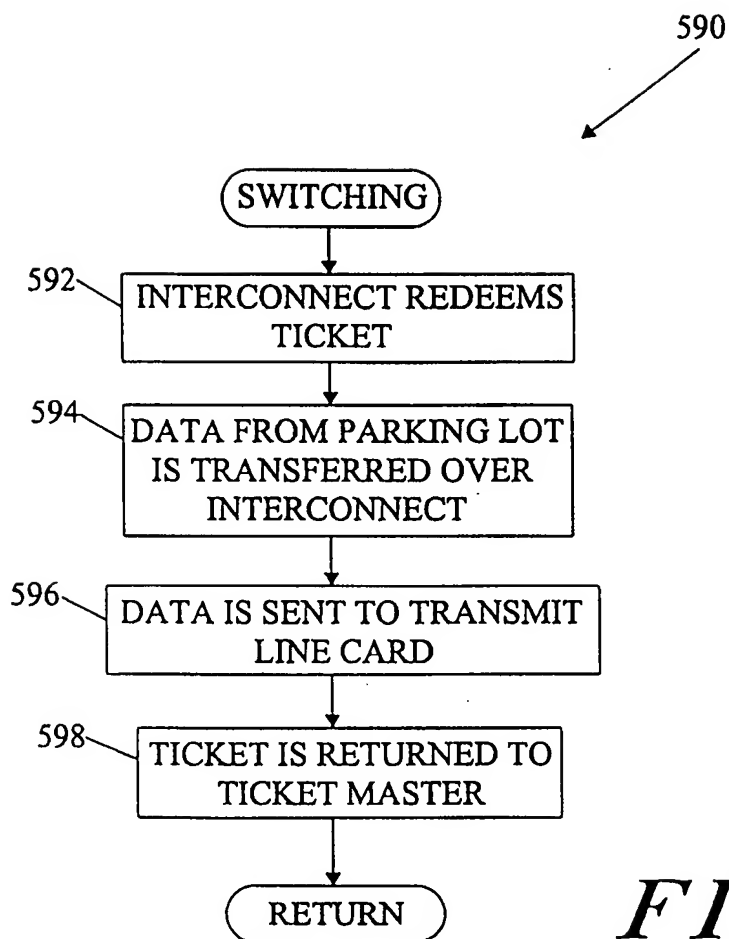 590
SWITCHING
592
INTERCONNECT REDEEMS
TICKET
594
DATA FROM PARKING LOT
IS TRANSFERRED OVER
INTERCONNECT
596
DATA IS SENT TO TRANSMIT
LINE CARD
598
TICKET IS RETURNED TO
TICKET MASTER
RETURN
FI